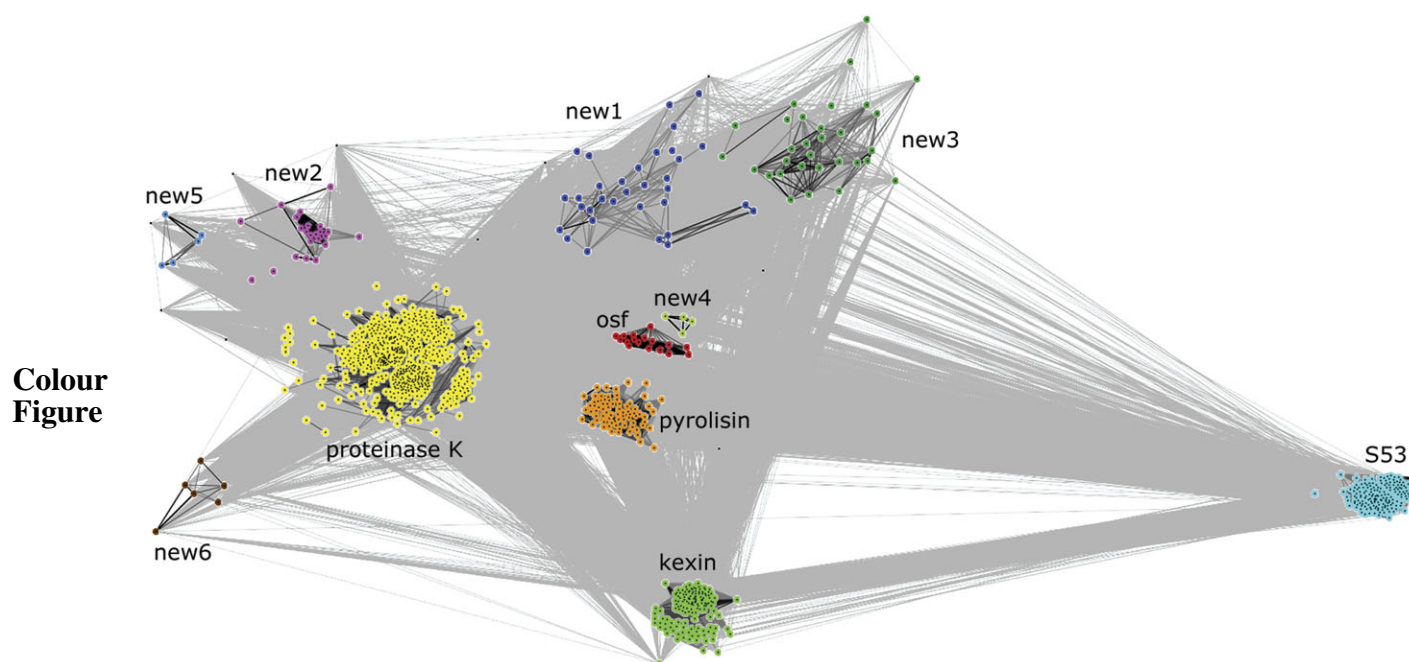 new1
new3
new2
new5
new4
osf
Colour
Figure
pyrolisin
proteinase K
S53
new6
kexin